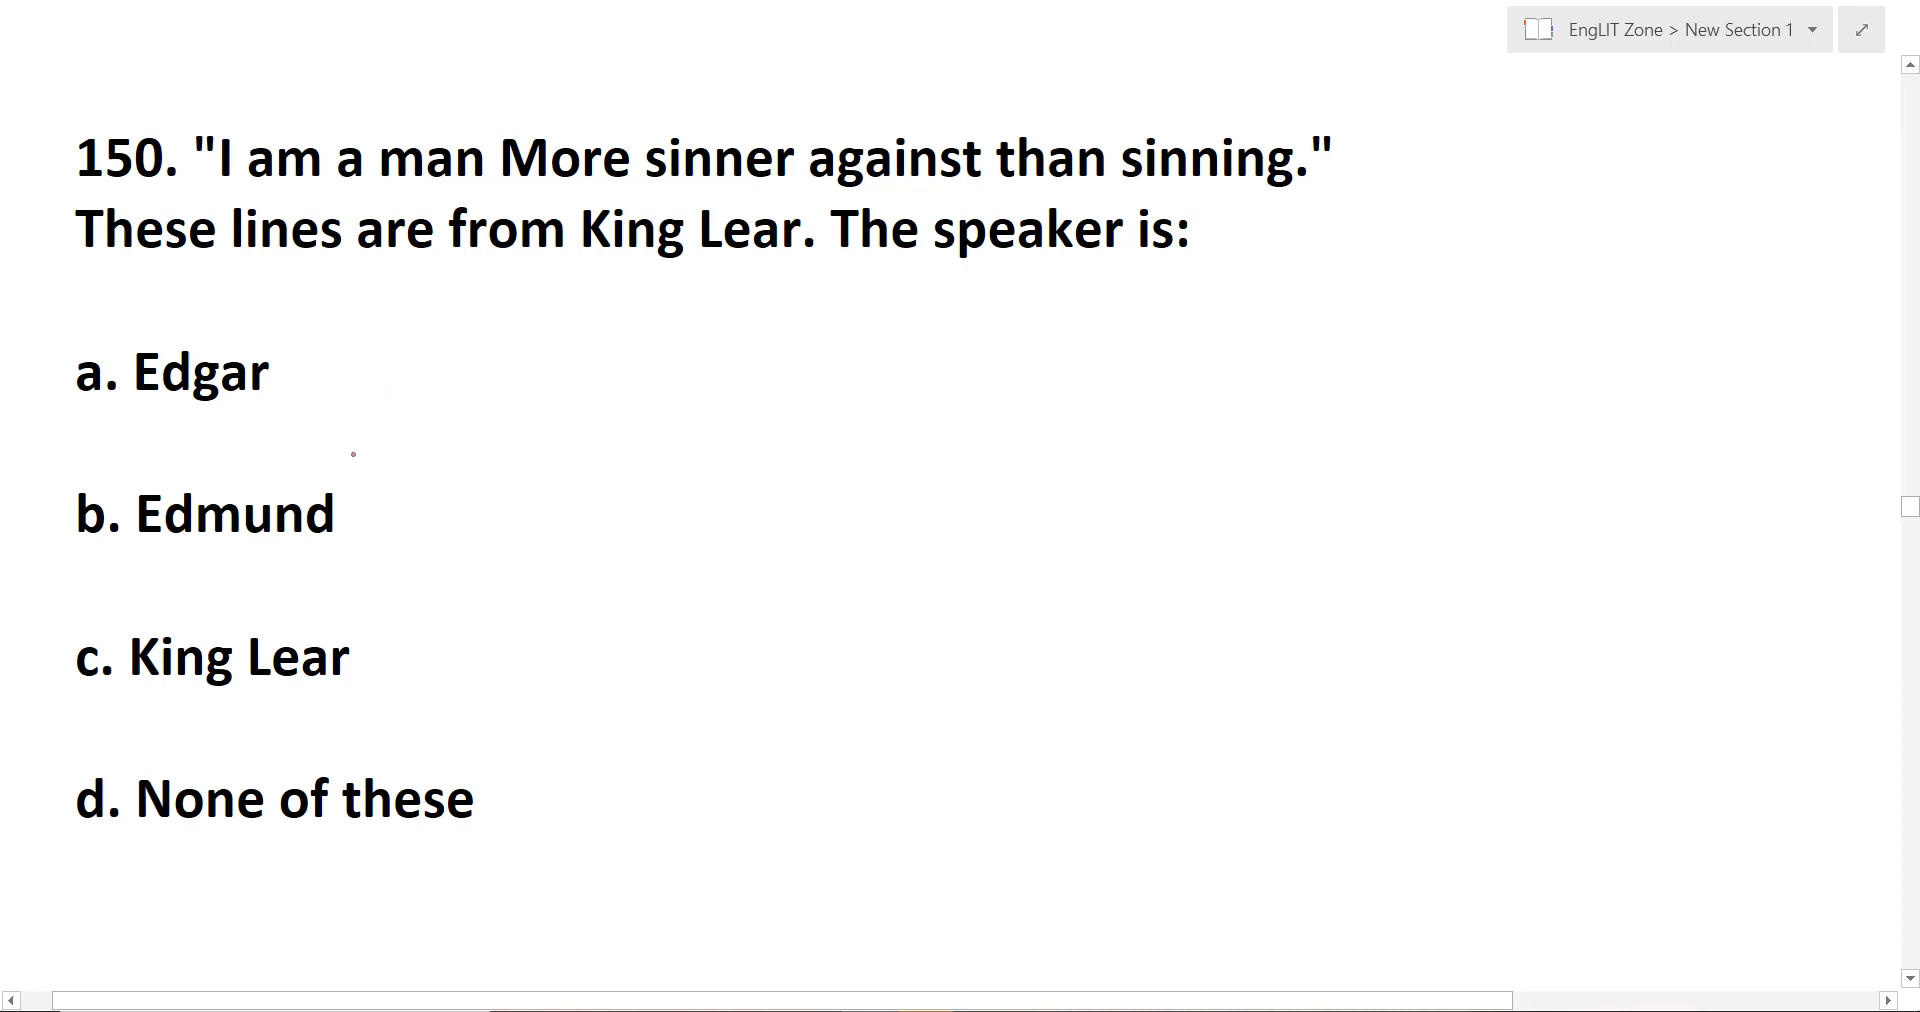 EngLIT Zone > New Section 1
150. "I am a man More sinner against than sinning."
These lines are from King Lear. The speaker is:
a. Edgar
b. Edmund
c. King Lear
d. None of these